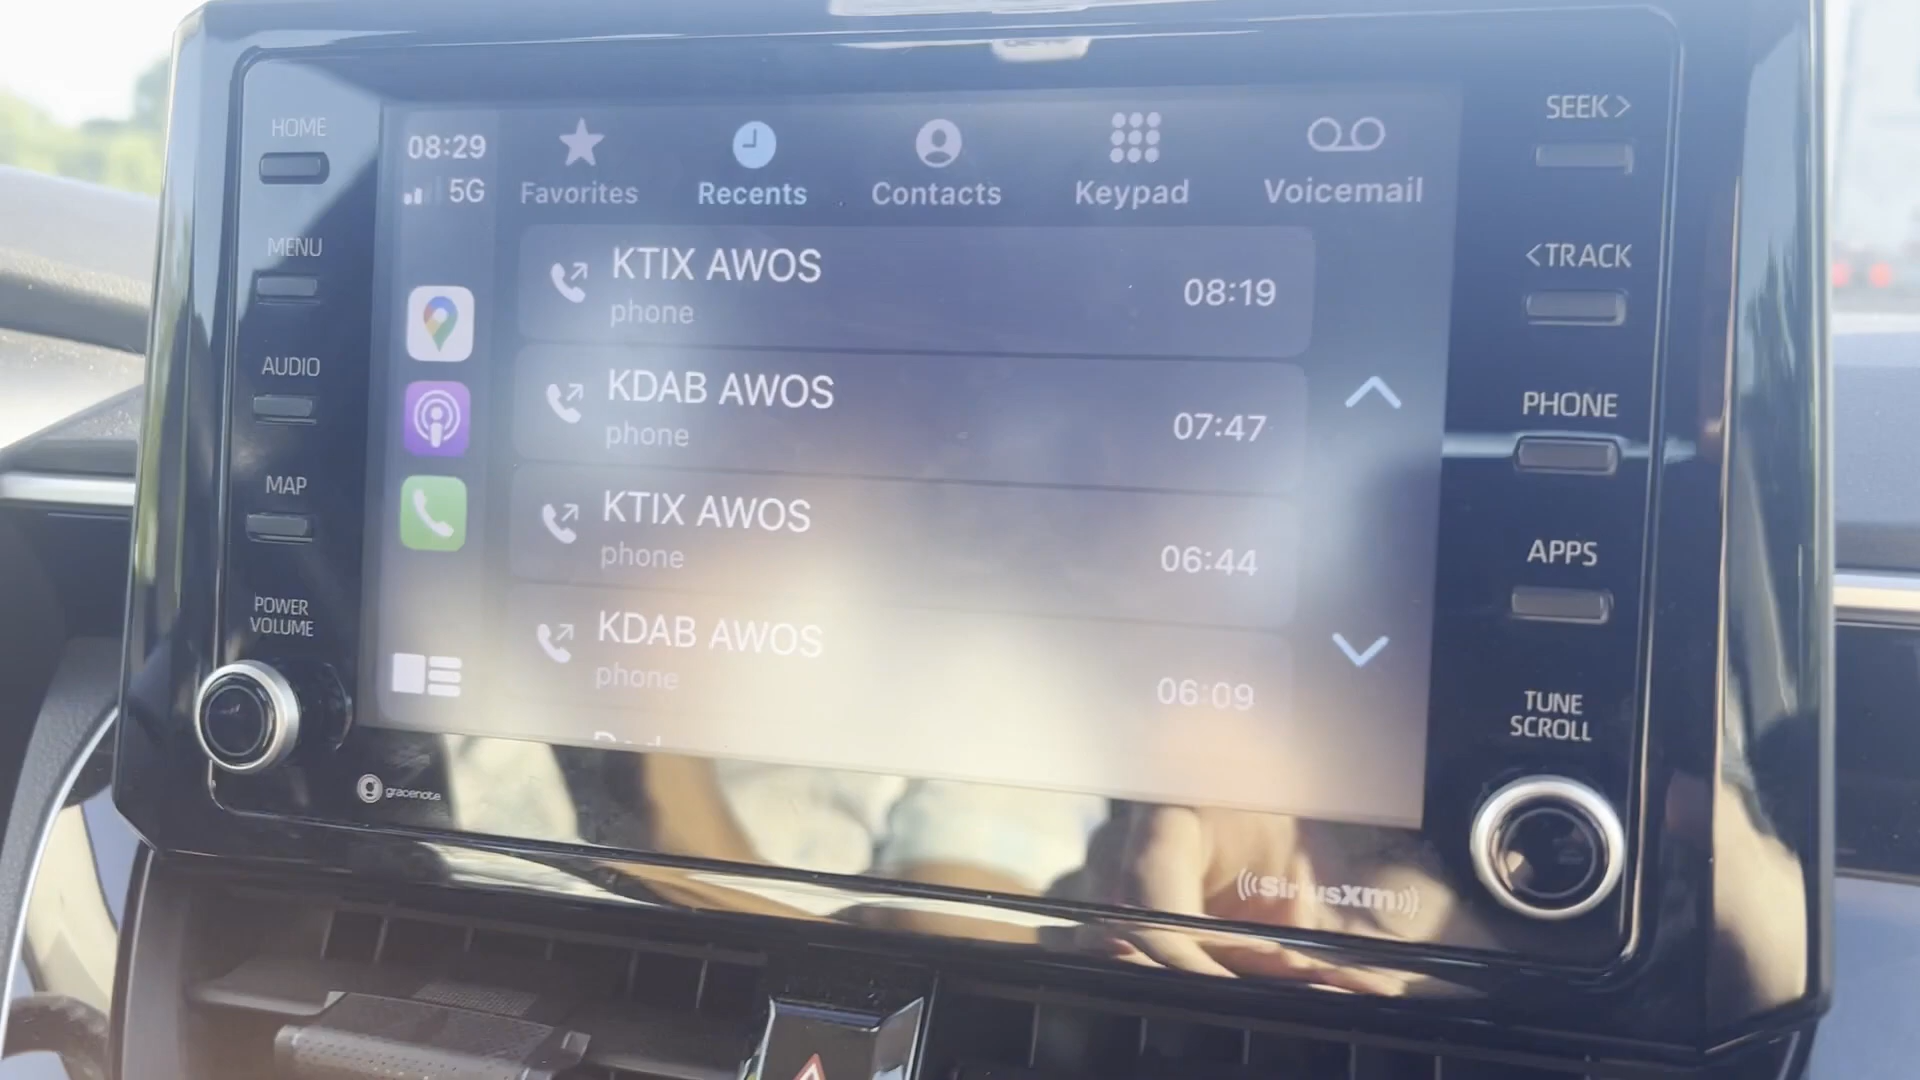 HOME
MENU
AUDIO
MAP
POWER
VOLUME
08:29
5G
Favorites
Recents
Contacts
Keypad
Voicemail
KTIX AWOS
phone
08:19
KDAB AWOS
phone
07:47
KTIX AWOS
phone
06:44
KDAB AWOS
phone
06:09
SEEK >
< TRACK
PHONE
APPS
TUNE
SCROLL
gracenote
SiriusXM